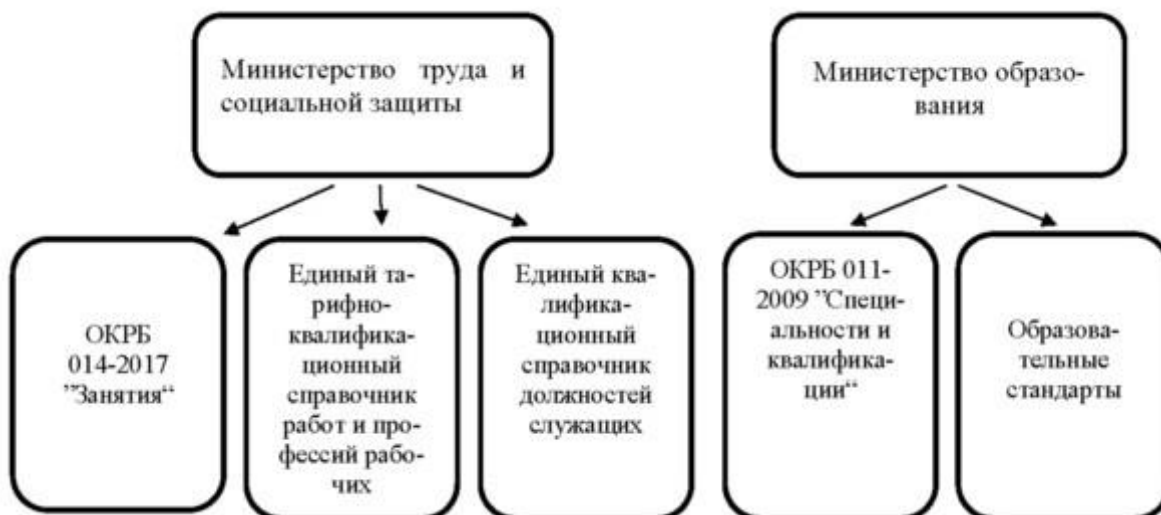 Министерство труда и
социальной защиты
Министерство образо-
вания
ОКРБ
014-2017
”Занятия“
Единый та-
рифно-
квалифика-
ционный
справочник
работ и про-
фессий рабо-
чих
Единый ква-
лификаци-
ционный
справочник
должностей
служащих
ОКРБ 011-
2009 ”Специ-
альности и
квалифика-
ции“
Образова-
тельные
стандарты